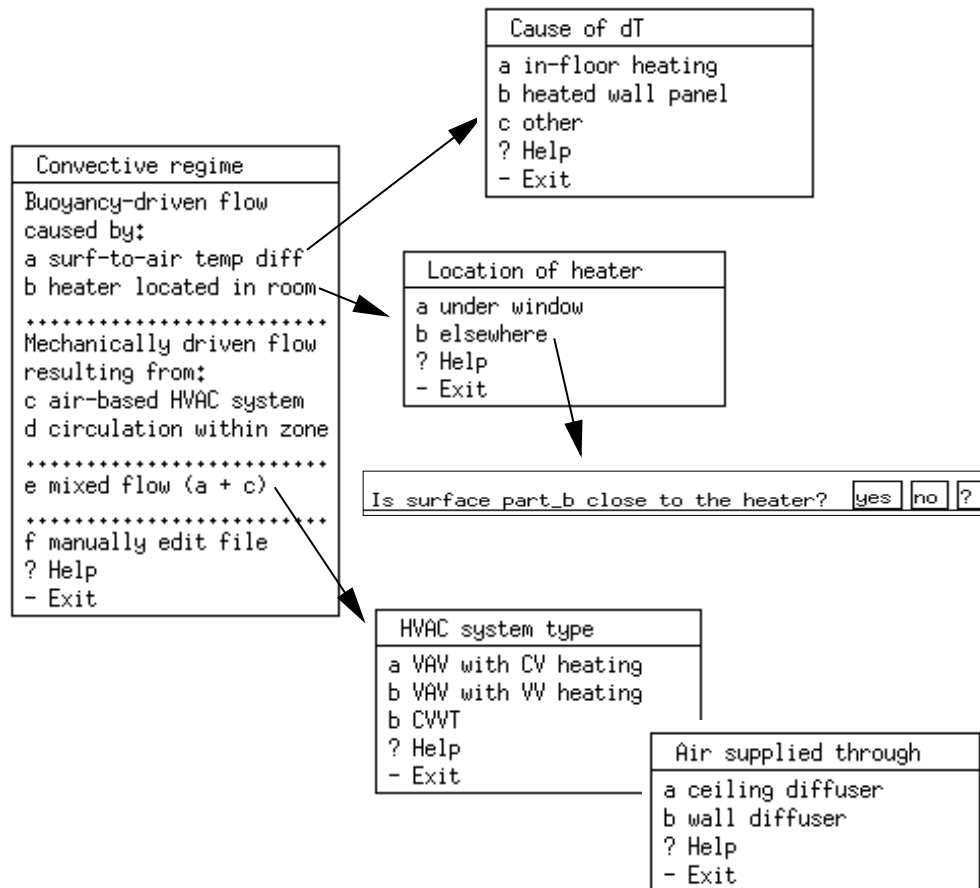 Cause of dT
a in-floor heating
b heated wall panel
c other
? Help
- Exit
Convective regime
Buoyancy-driven flow
caused by:
a surf-to-air temp diff
b heater located in room
..........................
Mechanically driven flow
resulting from:
c air-based HVAC system
d circulation within zone
..........................
e mixed flow (a + c)
..........................
f manually edit file
? Help
- Exit
Location of heater
a under window
b elsewhere
? Help
- Exit
Is surface part_b close to the heater? yes no ?
HVAC system type
a VAV with CV heating
b VAV with VV heating
b CVVT
? Help
- Exit
Air supplied through
a ceiling diffuser
b wall diffuser
? Help
- Exit